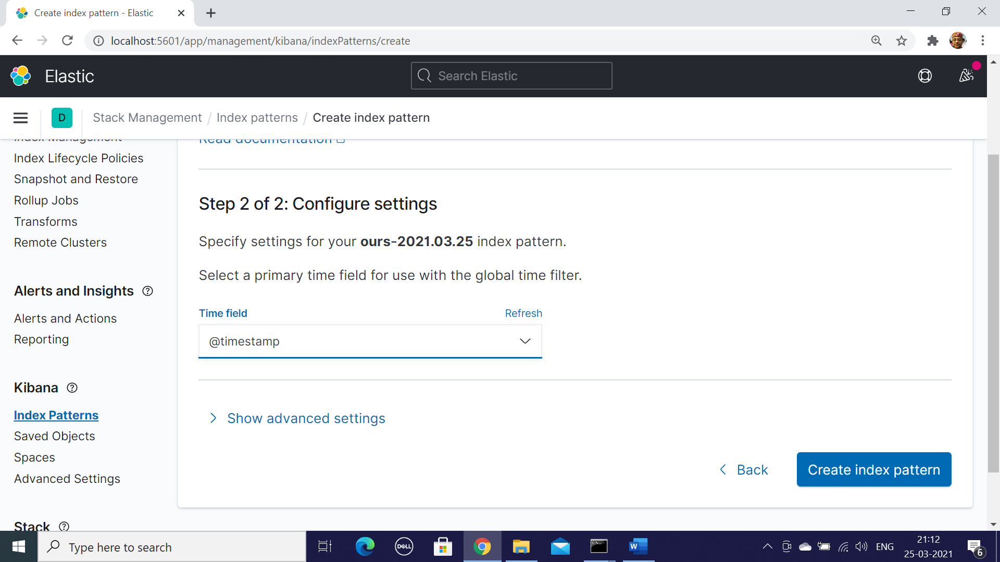 Create index pattern - Elastic
localhost:5601/app/management/kibana/indexPatterns/create
Elastic
Search Elastic
D
Stack Management / Index patterns / Create index pattern
Index Management
Index Lifecycle Policies
Snapshot and Restore
Rollup Jobs
Transforms
Remote Clusters
Alerts and Insights
Alerts and Actions
Reporting
Kibana
Index Patterns
Saved Objects
Spaces
Advanced Settings
Stack
Read documentation
Step 2 of 2: Configure settings
Specify settings for your ours-2021.03.25 index pattern.
Select a primary time field for use with the global time filter.
Time field
Refresh
@timestamp
Show advanced settings
Back
Create index pattern
Type here to search
DELL
W
ENG
21:12
25-03-2021
6